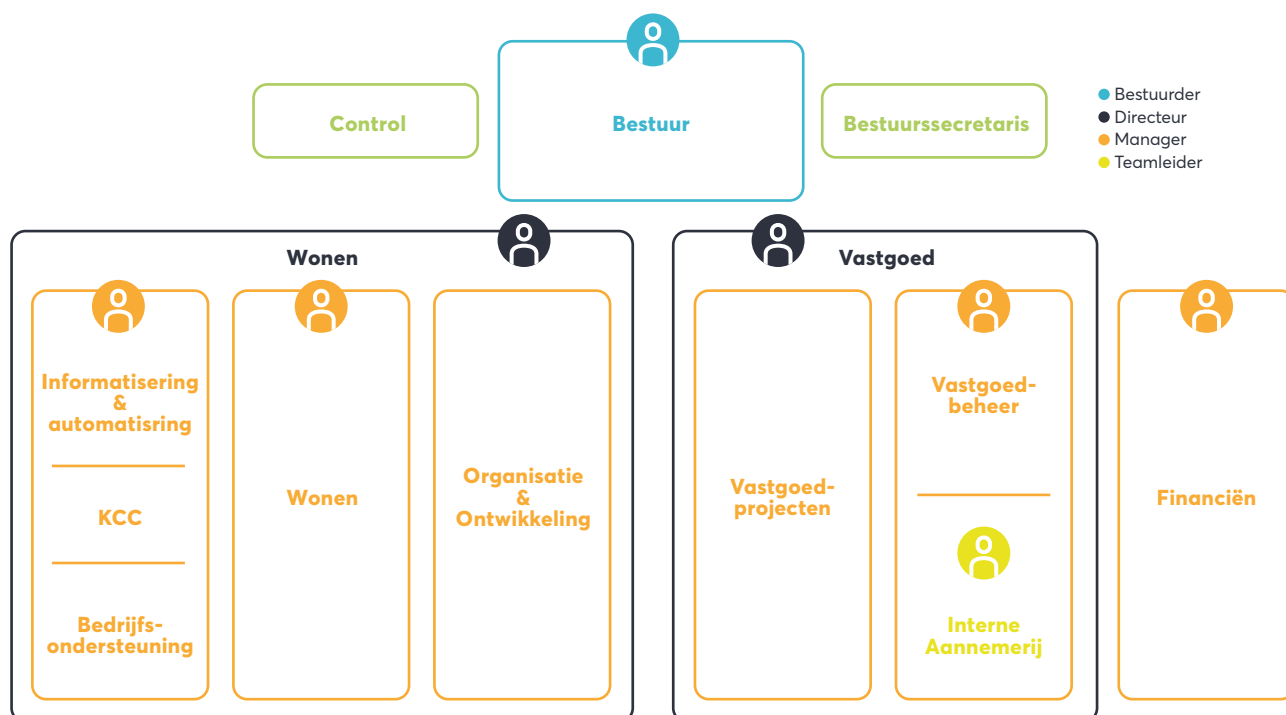 Control
Bestuur
Bestuurssecretaris
Bestuurder
Directeur
Manager
Teamleider
Wonen
Vastgoed
Informatisering
&
automatisring
KCC
Bedrijfs-
ondersteuning
Wonen
Organisatie
&
Ontwikkeling
Vastgoed-
projecten
Vastgoed-
beheer
Interne
Aannemerij
Financiën